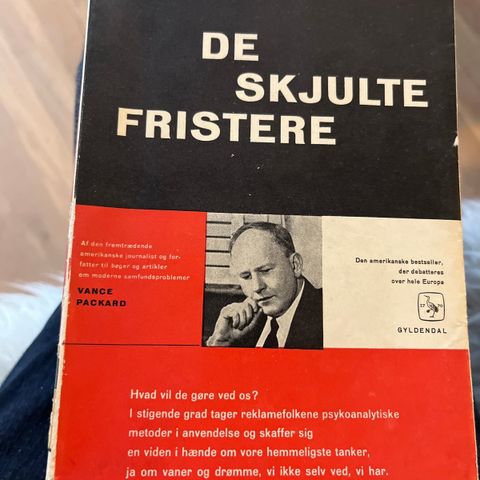 DE
SKJULTE
FRISTERE
Af den fremtrædende
amerikanske journalist og for-
fatter til bøger og artikler
om moderne samfundsproblemer
VANCE
PACKARD
Den amerikanske bestseller,
der debatteres
over hele Europa
17 70
GYLDENDAL
Hvad vil de gøre ved os?
I stigende grad tager reklamefolkene psykoanalytiske
metoder i anvendelse og skaffer sig
en viden i hænde om vore hemmeligste tanker,
ja om vaner og drømme, vi ikke selv ved, vi har.